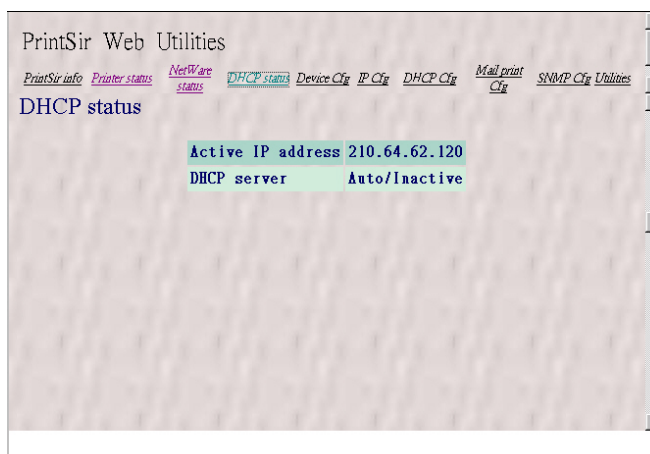 PrintSir Web Utilities
PrintSir info Printer status NetWare status DHCP status Device Cfg IP Cfg DHCP Cfg Mail print Cfg SNMP Cfg Utilities
DHCP status
Active IP address 210.64.62.120
DHCP server Auto/Inactive